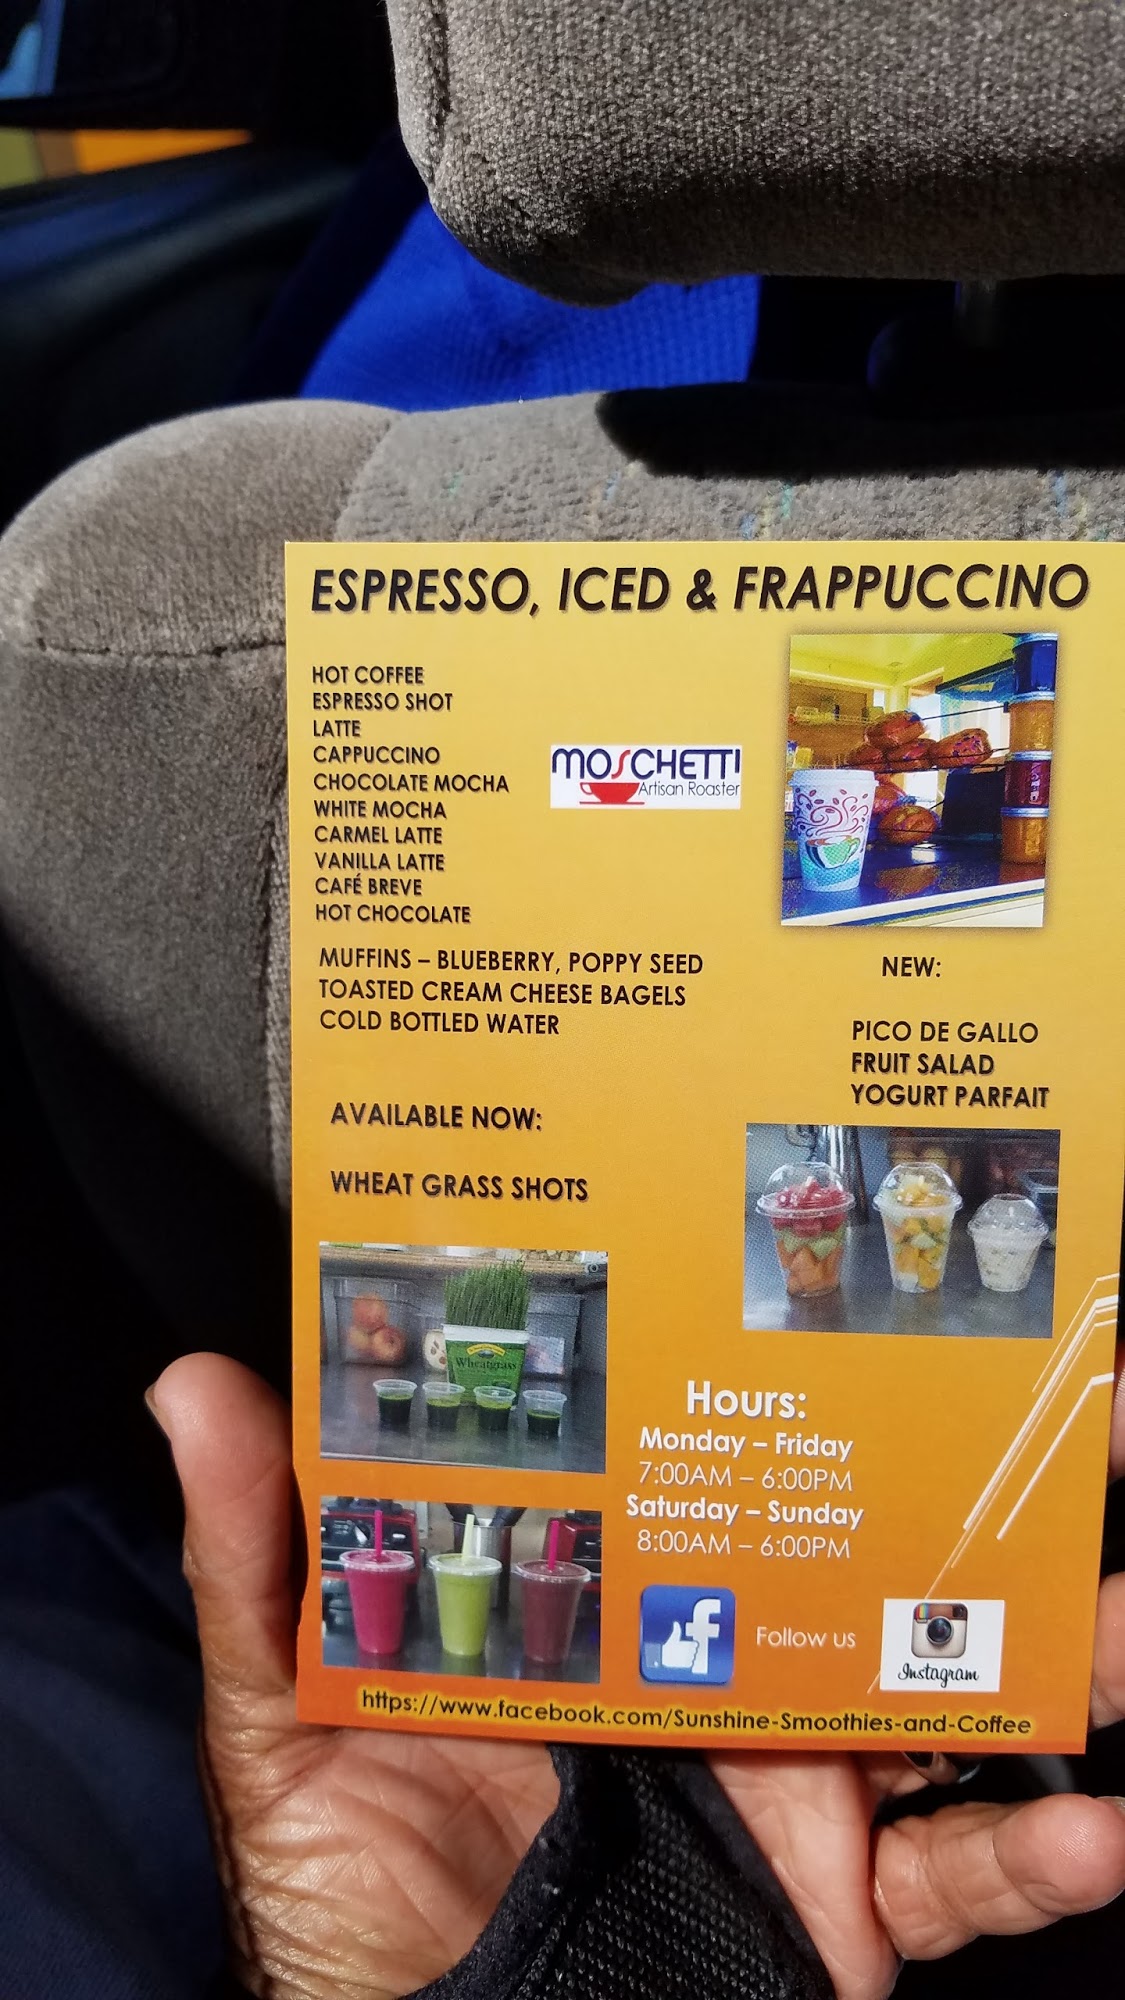 ESPRESSO, ICED & FRAPPUCCINO
HOT COFFEE
ESPRESSO SHOT
LATTE
CAPPUCCINO
CHOCOLATE MOCHA
WHITE MOCHA
CARMEL LATTE
VANILLA LATTE
CAFÉ BREVE
HOT CHOCOLATE
MOSCHETTI
Artisan Roaster
MUFFINS – BLUEBERRY, POPPY SEED
TOASTED CREAM CHEESE BAGELS
COLD BOTTLED WATER
NEW:
PICO DE GALLO
FRUIT SALAD
YOGURT PARFAIT
AVAILABLE NOW:
WHEAT GRASS SHOTS
Wheatgrass
Hours:
Monday – Friday
7:00AM – 6:00PM
Saturday – Sunday
8:00AM – 6:00PM
f
Follow us
Instagram
https://www.facebook.com/Sunshine-Smoothies-and-Coffee